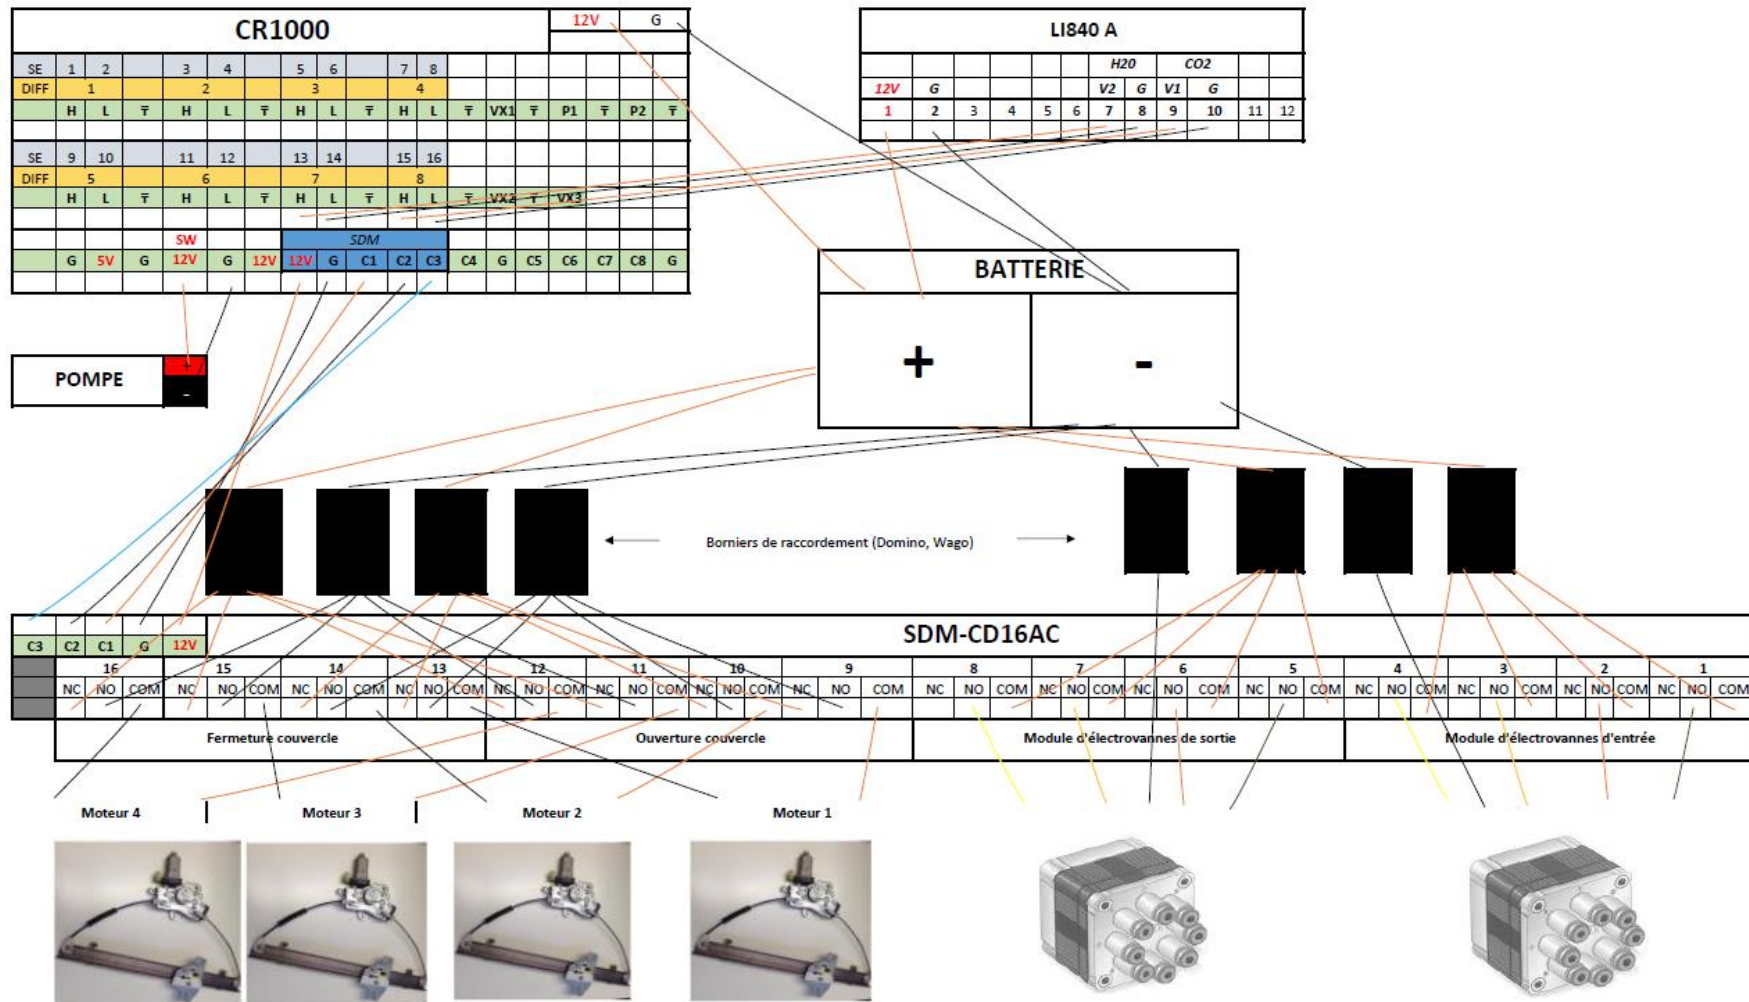 CR1000 12V G
SE 1 2 3 4 5 6 7 8
DIFF 1 2 3 4
H L ₸ H L ₸ H L ₸ H L ₸ VX1 ₸ P1 ₸ P2 ₸
SE 9 10 11 12 13 14 15 16
DIFF 5 6 7 8
H L ₸ H L ₸ H L ₸ H L ₸ VX2 ₸ VX3
SW SDM
G 5V G 12V G 12V 12V G C1 C2 C3 C4 G C5 C6 C7 C8 G
LI840 A
H20 CO2
12V G V2 G V1 G
1 2 3 4 5 6 7 8 9 10 11 12
BATTERIE
+ -
POMPE +
-
Borniers de raccordement (Domino, Wago)
SDM-CD16AC
C3 C2 C1 G 12V
16 15 14 13 12 11 10 9 8 7 6 5 4 3 2 1
NC NO COM NC NO COM NC NO COM NC NO COM NC NO COM NC NO COM NC NO COM NC NO COM NC NO COM NC NO COM NC NO COM NC NO COM NC NO COM NC NO COM NC NO COM NC NO COM
Fermeture couvercle Ouverture couvercle Module d'électrovannes de sortie Module d'électrovannes d'entrée
Moteur 4 Moteur 3 Moteur 2 Moteur 1